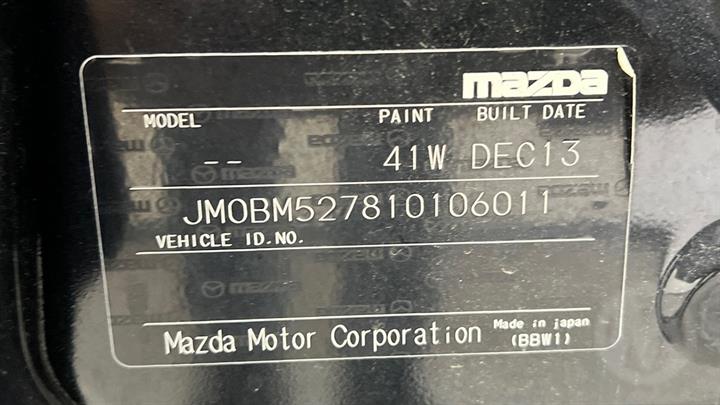 mazda
MODEL PAINT BUILT DATE
-- 41W DEC13
JM0BM527810106011
VEHICLE ID.NO.
Mazda Motor Corporation Made in japan
(BBW1)